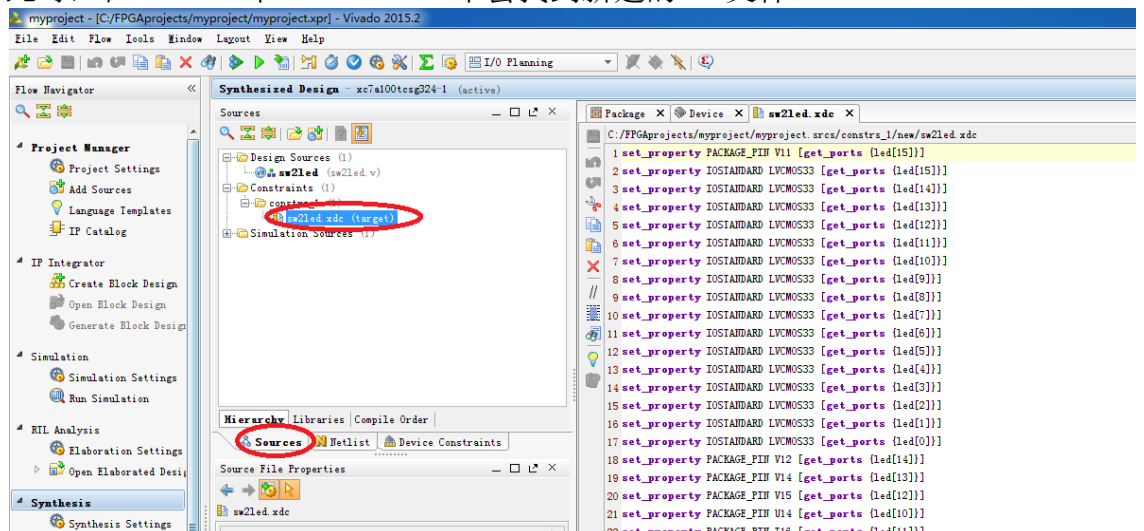 myproject - [C:/FPGAprojects/myproject/myproject.xpr] - Vivado 2015.2
File Edit Flow Tools Window Layout View Help
I/O Planning
Flow Navigator
Project Manager
Project Settings
Add Sources
Language Templates
IP Catalog
IP Integrator
Create Block Design
Open Block Design
Generate Block Desig
Simulation
Simulation Settings
Run Simulation
RIL Analysis
Elaboration Settings
Open Elaborated Desi
Synthesis
Synthesis Settings
Synthesized Design - xc7a100tcsg324-1 (active)
Sources
Design Sources (1)
sw2led (sw2led.v)
Constraints (1)
sw2led.xdc (target)
Simulation Sources (1)
Hierarchy Libraries Compile Order
Sources Netlist Device Constraints
Source File Properties
sw2led.xdc
Package Device sw2led.xdc
C:/FPGAprojects/myproject/myproject.srcs/constrs_1/new/sw2led.xdc
1 set_property PACKAGE_PIN V11 [get_ports {led[15]}]
2 set_property IOSTANDARD LVCMOS33 [get_ports {led[15]}]
3 set_property IOSTANDARD LVCMOS33 [get_ports {led[14]}]
4 set_property IOSTANDARD LVCMOS33 [get_ports {led[13]}]
5 set_property IOSTANDARD LVCMOS33 [get_ports {led[12]}]
6 set_property IOSTANDARD LVCMOS33 [get_ports {led[11]}]
7 set_property IOSTANDARD LVCMOS33 [get_ports {led[10]}]
8 set_property IOSTANDARD LVCMOS33 [get_ports {led[9]}]
9 set_property IOSTANDARD LVCMOS33 [get_ports {led[8]}]
10 set_property IOSTANDARD LVCMOS33 [get_ports {led[7]}]
11 set_property IOSTANDARD LVCMOS33 [get_ports {led[6]}]
12 set_property IOSTANDARD LVCMOS33 [get_ports {led[5]}]
13 set_property IOSTANDARD LVCMOS33 [get_ports {led[4]}]
14 set_property IOSTANDARD LVCMOS33 [get_ports {led[3]}]
15 set_property IOSTANDARD LVCMOS33 [get_ports {led[2]}]
16 set_property IOSTANDARD LVCMOS33 [get_ports {led[1]}]
17 set_property IOSTANDARD LVCMOS33 [get_ports {led[0]}]
18 set_property PACKAGE_PIN V12 [get_ports {led[14]}]
19 set_property PACKAGE_PIN V14 [get_ports {led[13]}]
20 set_property PACKAGE_PIN V15 [get_ports {led[12]}]
21 set_property PACKAGE_PIN U14 [get_ports {led[10]}]